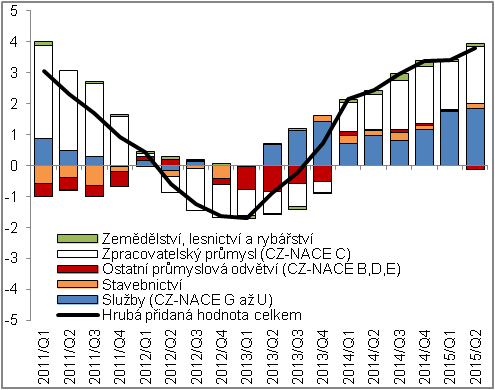 5
4
3
2
1
0
-1
-2
-3
-4
-5
Zemědělství, lesnictví a rybářství
Zpracovatelský průmysl (CZ-NACE C)
Ostatní průmyslová odvětví (CZ-NACE B,D,E)
Stavebnictví
Služby (CZ-NACE G až U)
Hrubá přidaná hodnota celkem
2011/Q1
2011/Q2
2011/Q3
2011/Q4
2012/Q1
2012/Q2
2012/Q3
2012/Q4
2013/Q1
2013/Q2
2013/Q3
2013/Q4
2014/Q1
2014/Q2
2014/Q3
2014/Q4
2015/Q1
2015/Q2